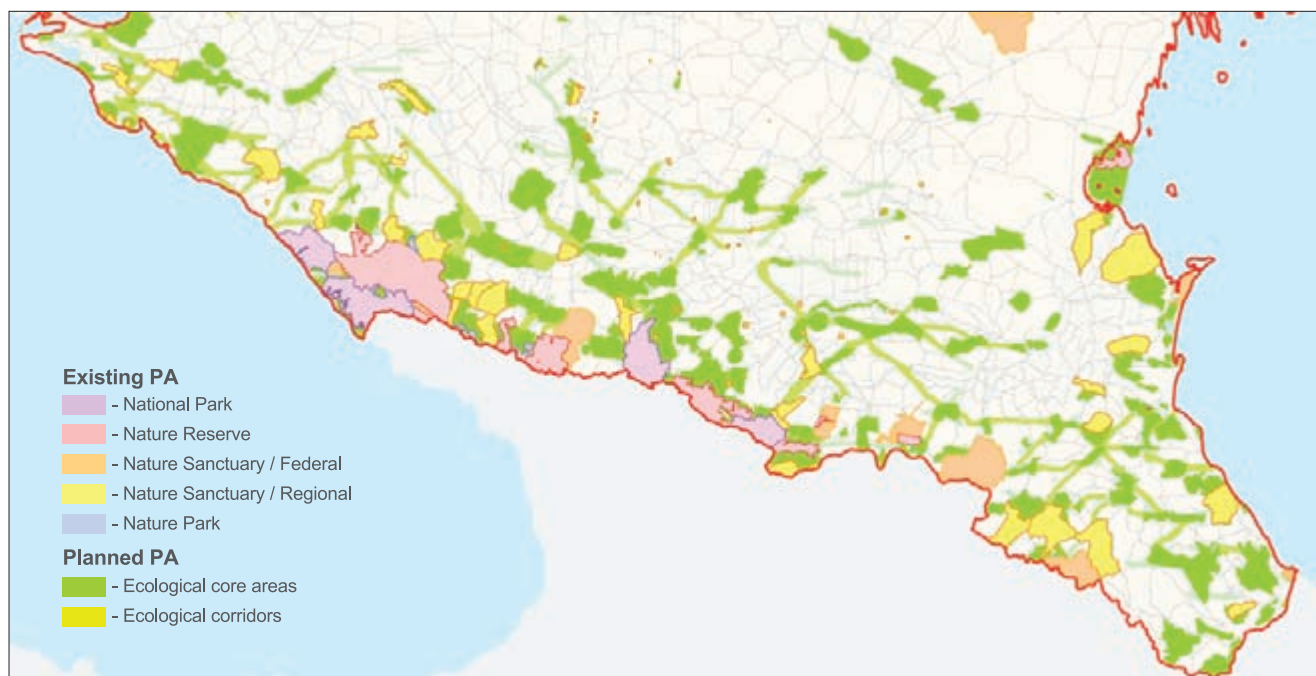 Existing PA
- National Park
- Nature Reserve
- Nature Sanctuary / Federal
- Nature Sanctuary / Regional
- Nature Park
Planned PA
- Ecological core areas
- Ecological corridors